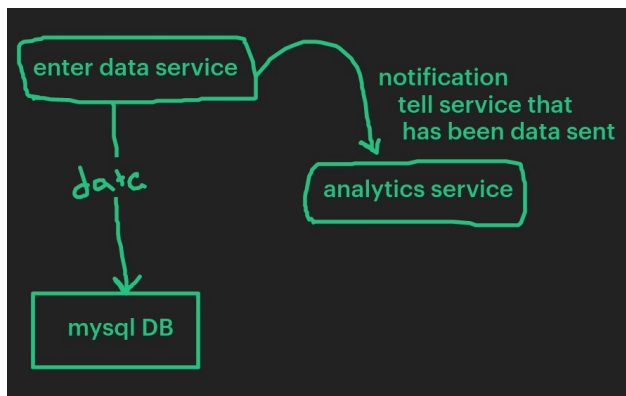 enter data service
notification
tell service that
has been data sent
data
analytics service
mysql DB